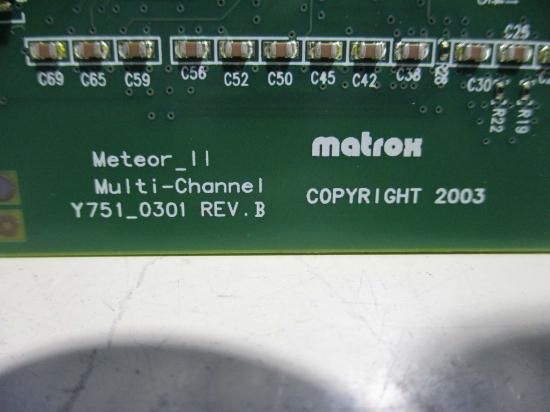 C69 C65 C59 C56 C52 C50 C45 C42 C38 C30 C25
R22 R19
Meteor_II
Multi-Channel
Y751_0301 REV.B
matrox
COPYRIGHT 2003